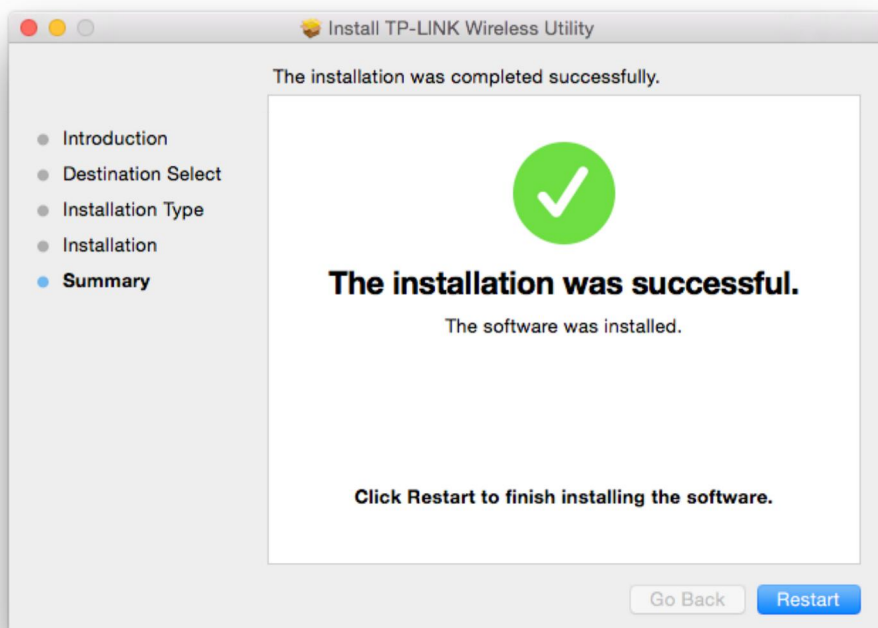 Install TP-LINK Wireless Utility
The installation was completed successfully.
Introduction
Destination Select
Installation Type
Installation
Summary
The installation was successful.
The software was installed.
Click Restart to finish installing the software.
Go Back
Restart